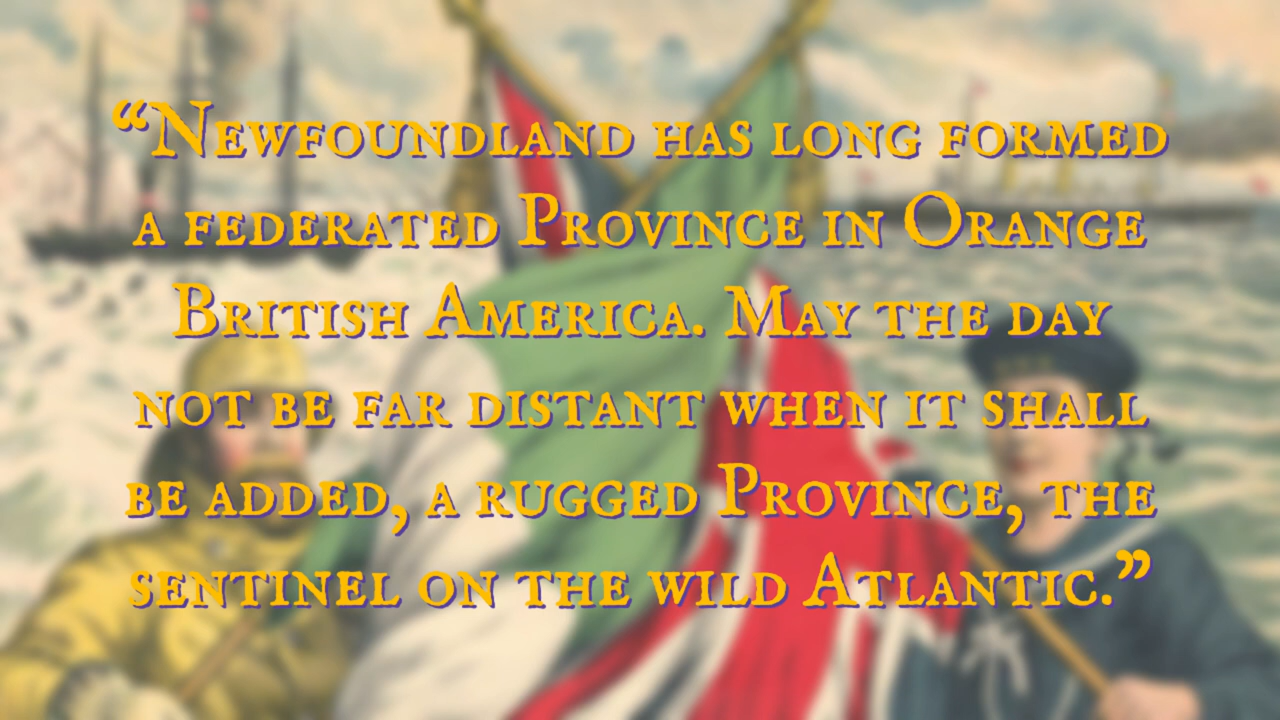 “Newfoundland has long formed
a federated Province in Orange
British America. May the day
not be far distant when it shall
be added, a rugged Province, the
sentinel on the wild Atlantic.”